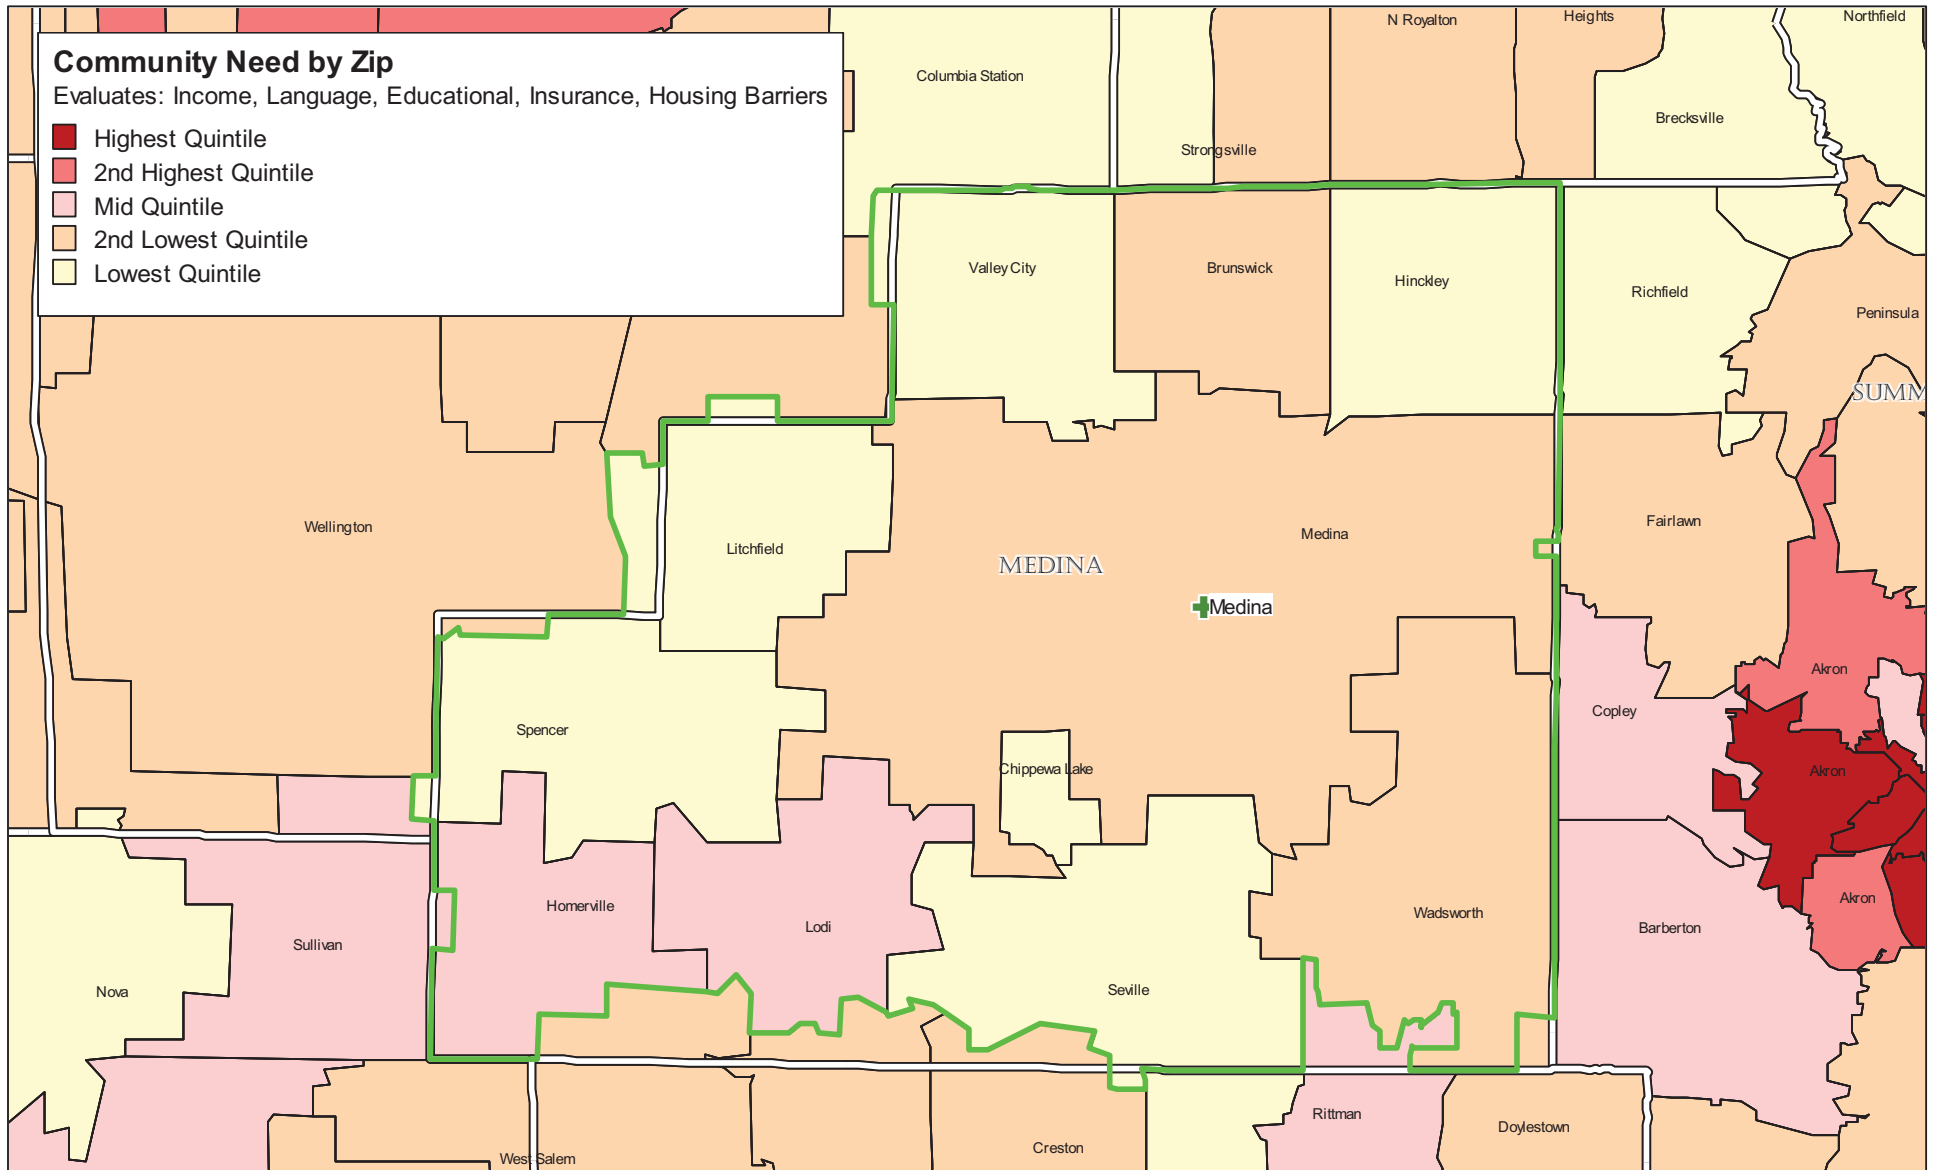 N Royalton
Heights
Northfield
Community Need by Zip
Evaluates: Income, Language, Educational, Insurance, Housing Barriers
Highest Quintile
2nd Highest Quintile
Mid Quintile
2nd Lowest Quintile
Lowest Quintile
Columbia Station
Brecksville
Strongsville
Valley City
Brunswick
Hinckley
Richfield
Peninsula
SUMM
Wellington
Litchfield
MEDINA
Medina
Fairlawn
Medina
Akron
Copley
Spencer
Chippewa Lake
Akron
Homerville
Lodi
Wadsworth
Akron
Barberton
Sullivan
Nova
Seville
Rittman
Doylestown
Creston
West Salem